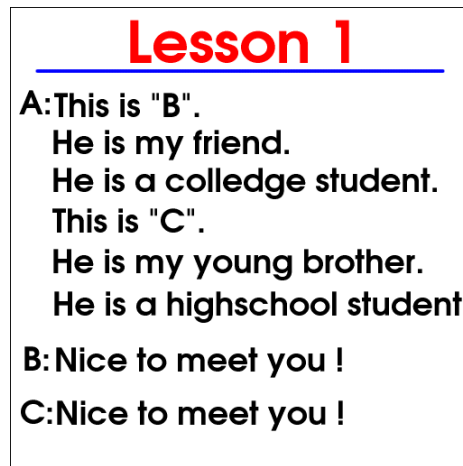 Lesson 1
A:This is "B".
He is my friend.
He is a colledge student.
This is "C".
He is my young brother.
He is a highschool student
B:Nice to meet you !
C:Nice to meet you !